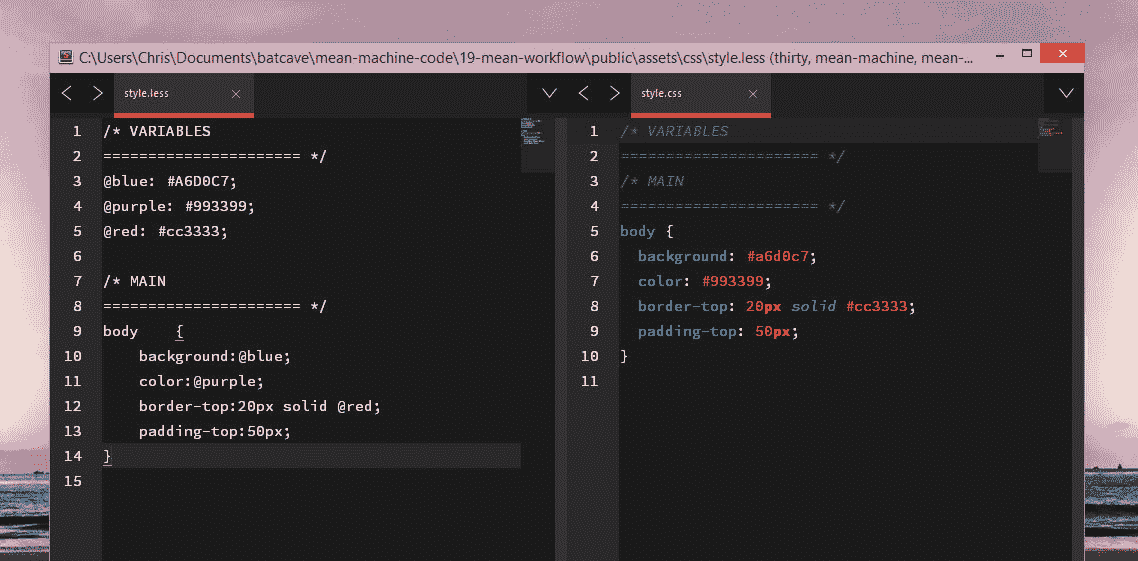 C:\Users\Chris\Documents\batcave\mean-machine-code\19-mean-workflow\public\assets\css\style.less (thirty, mean-machine, mean-...
style.less
1 /* VARIABLES
2 ====================== */
3 @blue: #A6D0C7;
4 @purple: #993399;
5 @red: #cc3333;
6
7 /* MAIN
8 ====================== */
9 body    {
10     background:@blue;
11     color:@purple;
12     border-top:20px solid @red;
13     padding-top:50px;
14 }
15
style.css
1 /* VARIABLES
2 ====================== */
3 /* MAIN
4 ====================== */
5 body {
6   background: #a6d0c7;
7   color: #993399;
8   border-top: 20px solid #cc3333;
9   padding-top: 50px;
10 }
11